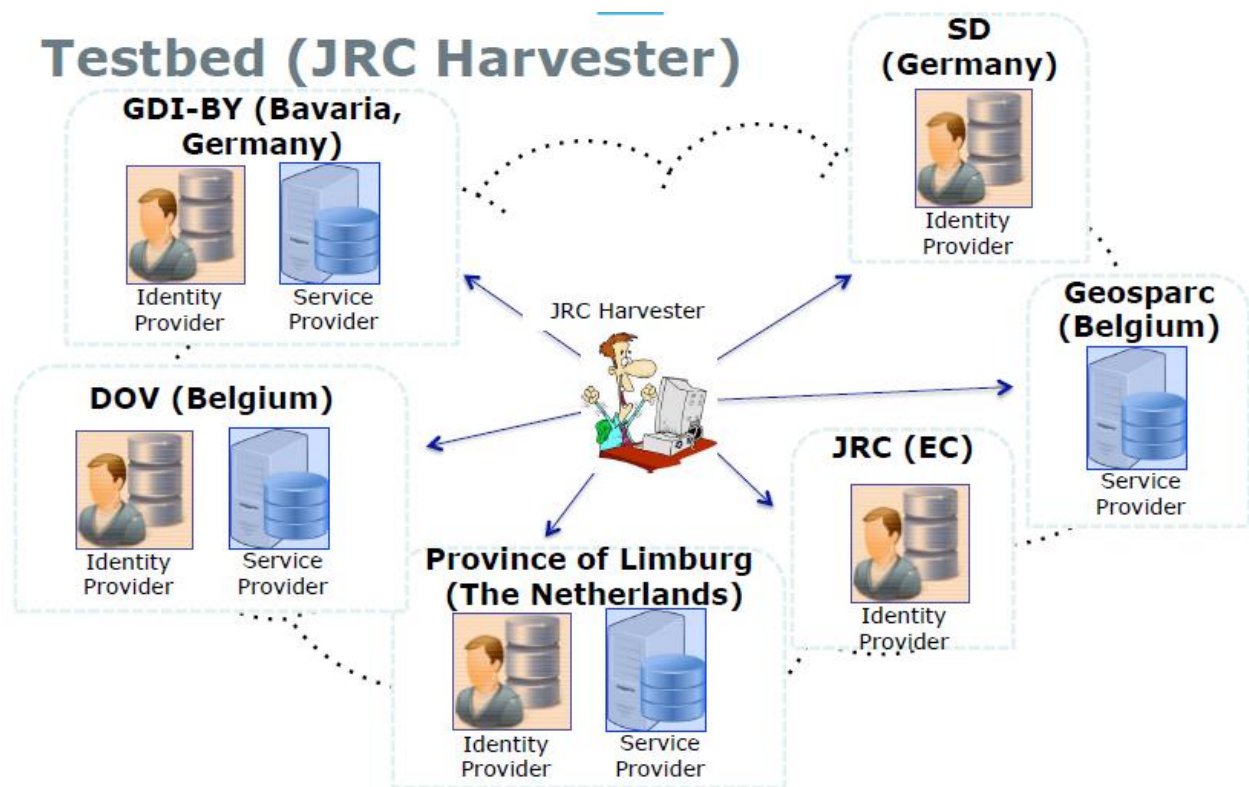 Testbed (JRC Harvester)
SD
(Germany)
Identity
Provider
GDI-BY (Bavaria,
Germany)
Identity
Provider
Service
Provider
JRC Harvester
Geosparc
(Belgium)
Service
Provider
DOV (Belgium)
Identity
Provider
Service
Provider
JRC (EC)
Identity
Provider
Province of Limburg
(The Netherlands)
Identity
Provider
Service
Provider